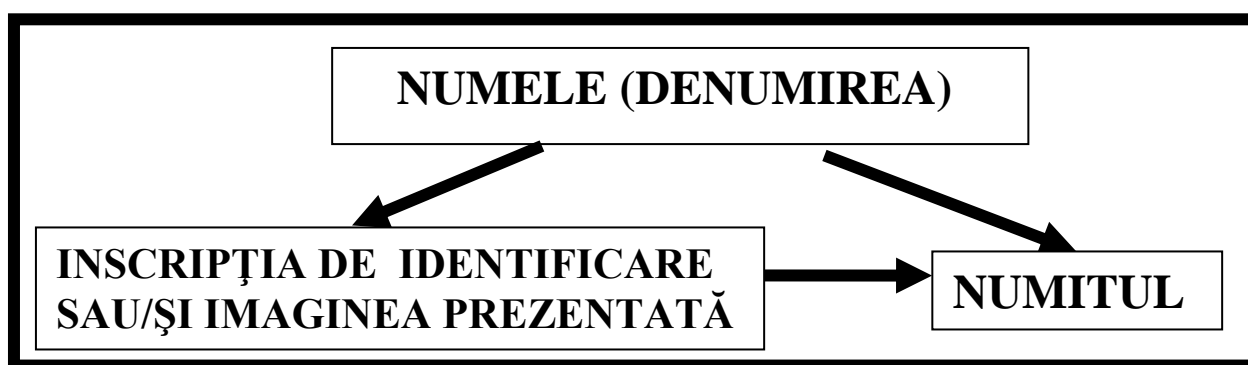 NUMELE (DENUMIREA)
INSCRIPŢIA DE IDENTIFICARE
SAU/ŞI IMAGINEA PREZENTATĂ
NUMITUL